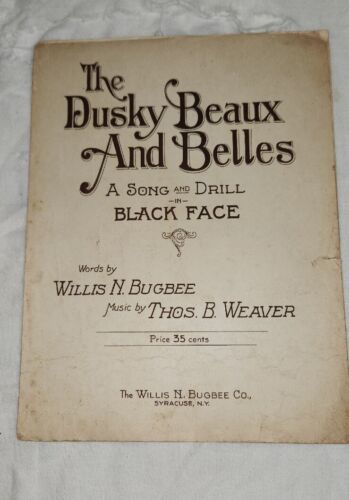 The
Dusky Beaux
And Belles
A Song and Drill
-in-
Black Face
Words by
Willis N. Bugbee
Music by Thos. B. Weaver
Price 35 cents
The Willis N. Bugbee Co.,
Syracuse, N.Y.